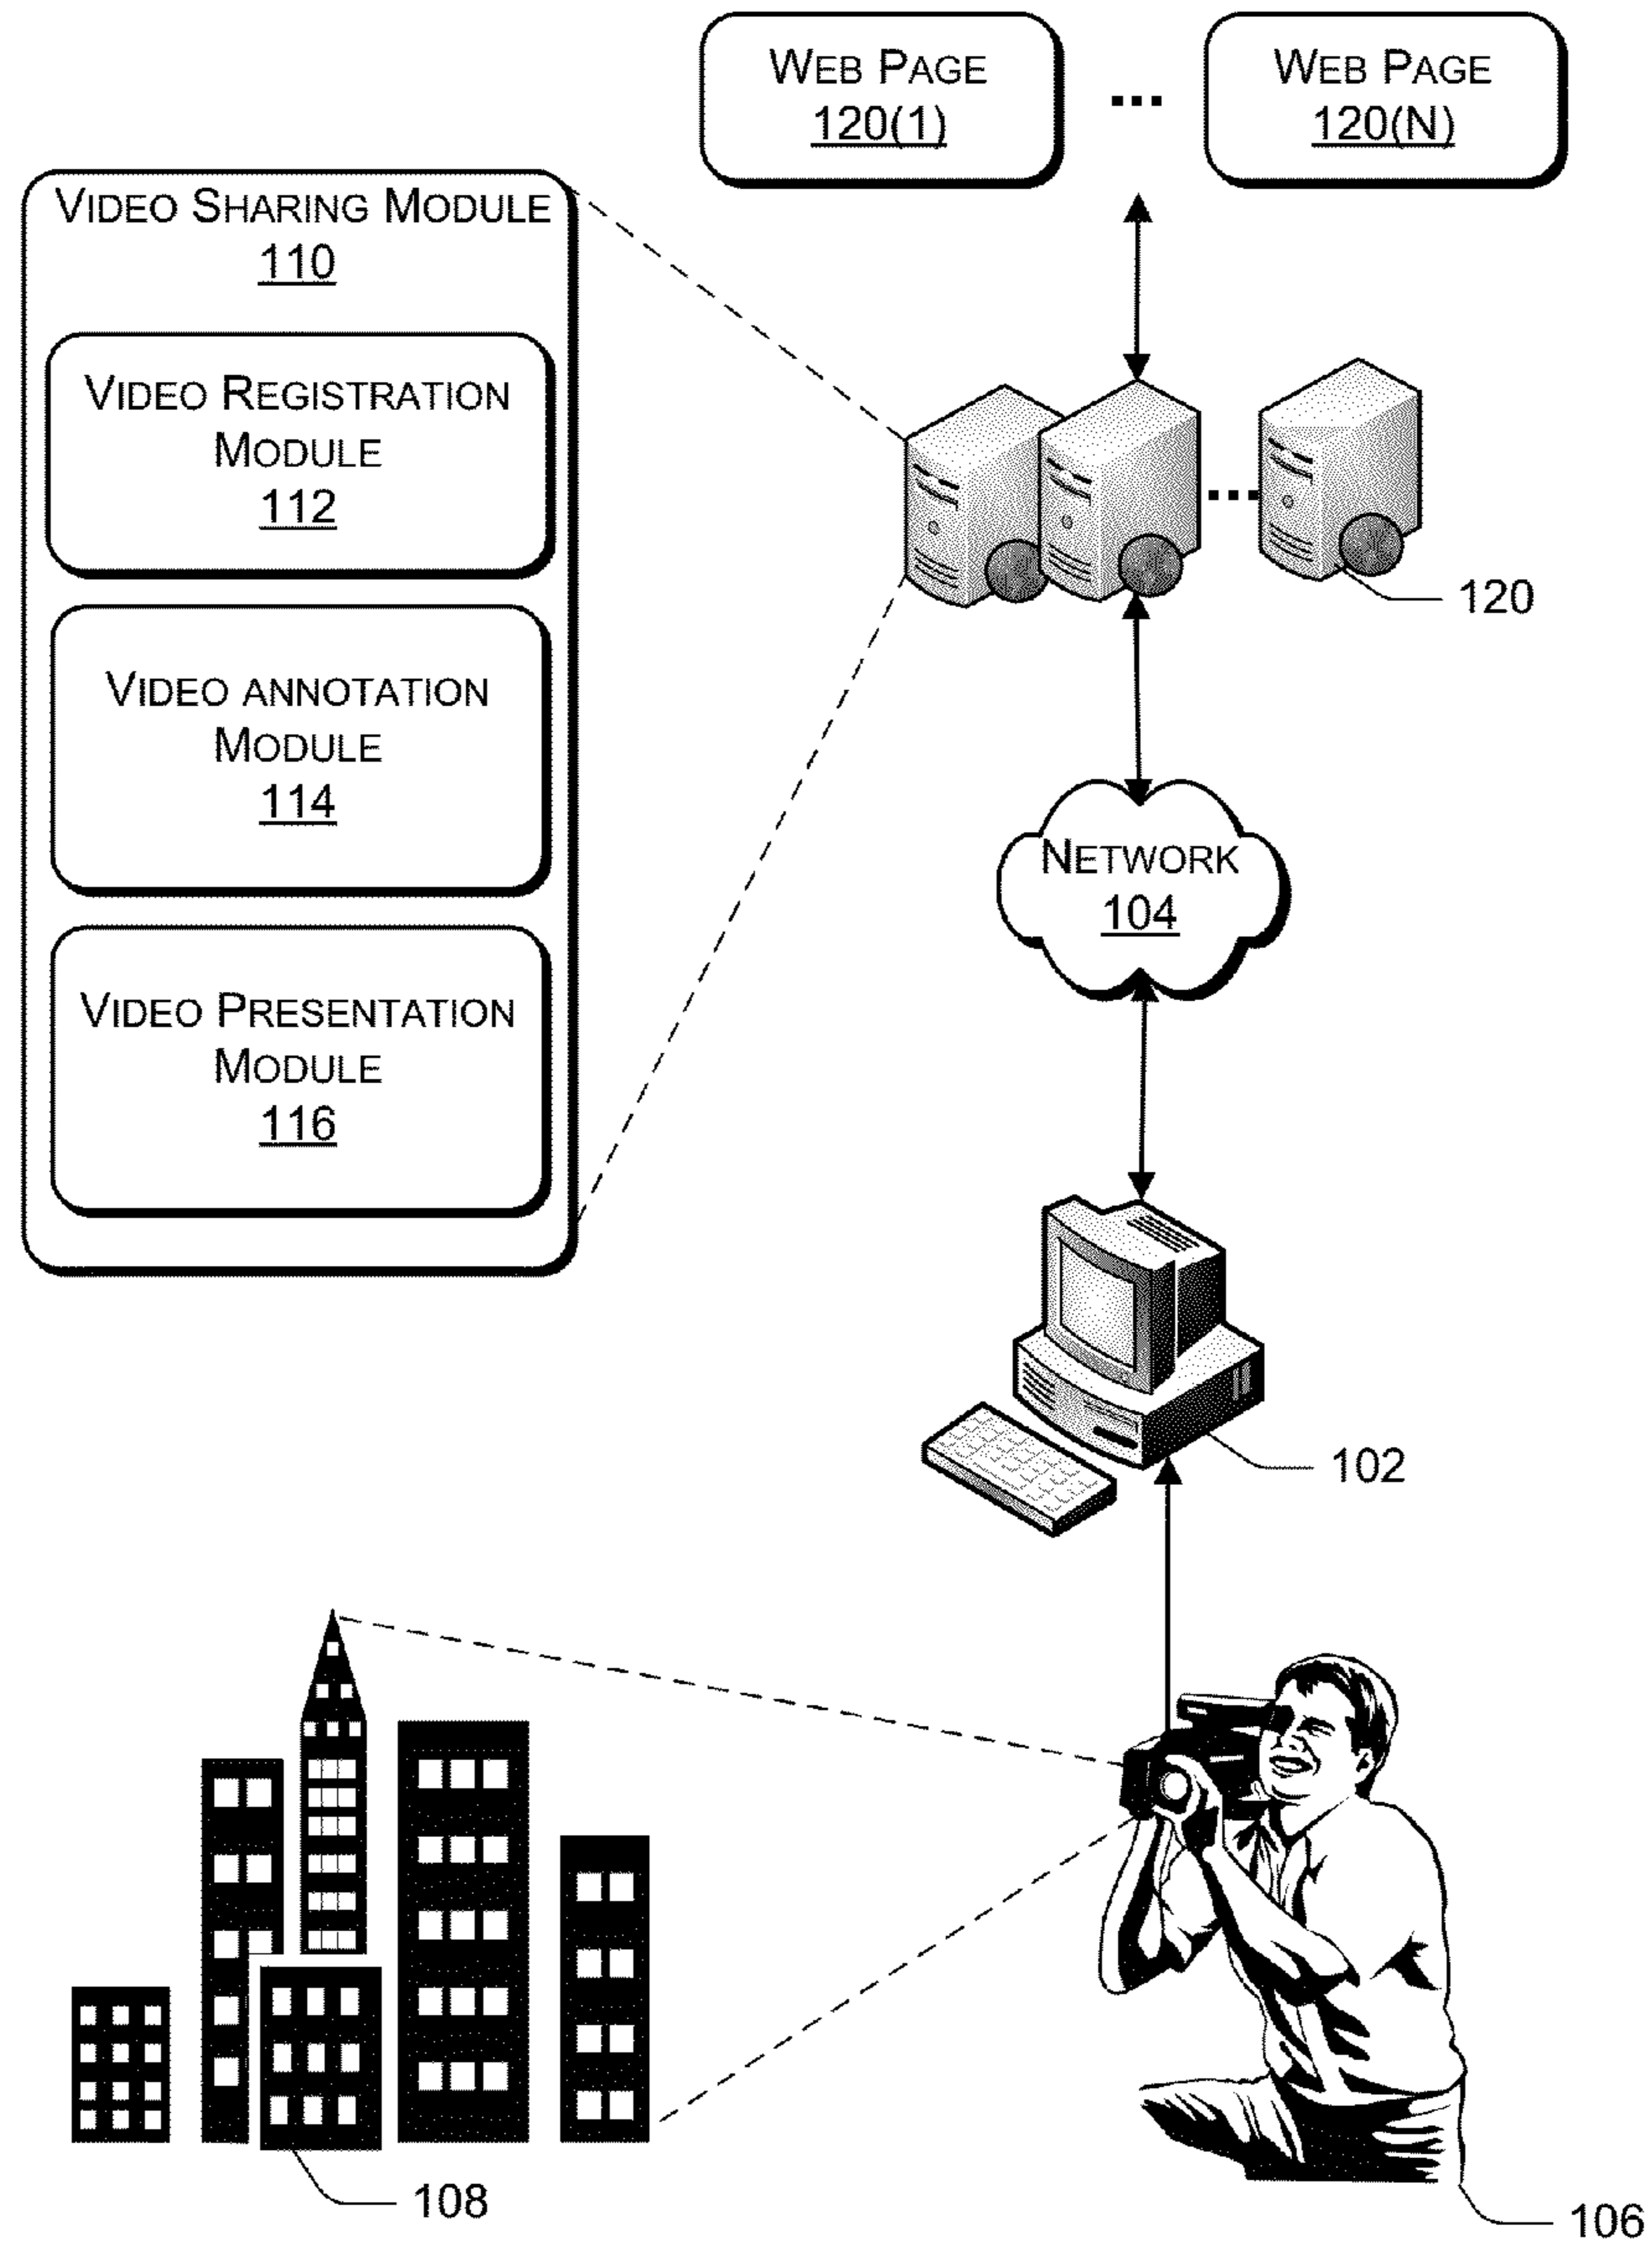 WEB PAGE
120(1)
...
WEB PAGE
120(N)
VIDEO SHARING MODULE
110
VIDEO REGISTRATION
MODULE
112
VIDEO ANNOTATION
MODULE
114
VIDEO PRESENTATION
MODULE
116
...
120
NETWORK
104
102
108
106